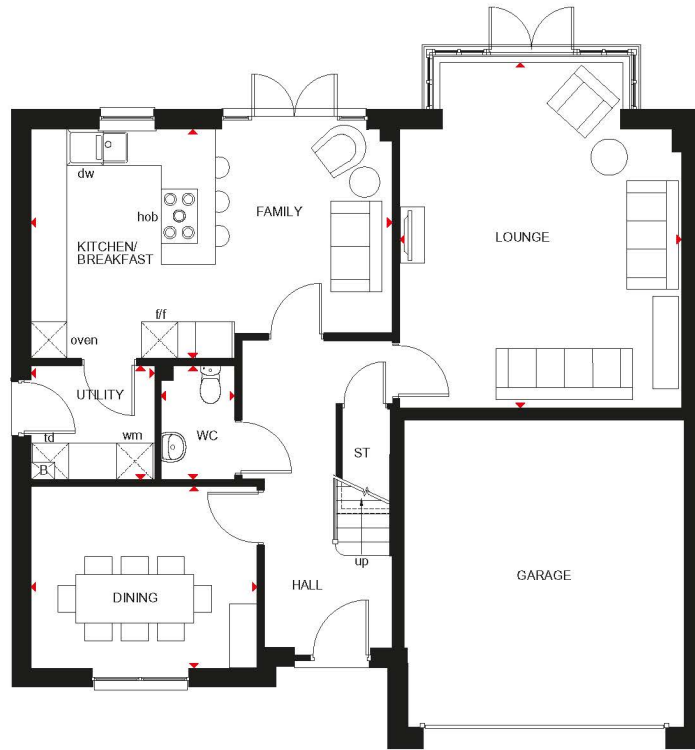 dw
hob
FAMILY
LOUNGE
KITCHEN/
BREAKFAST
f/f
oven
UTILITY
td
wm
WC
ST
B
up
GARAGE
HALL
DINING